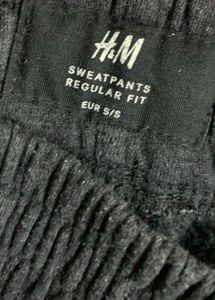 H&M
SWEATPANTS
REGULAR FIT
EUR S/S